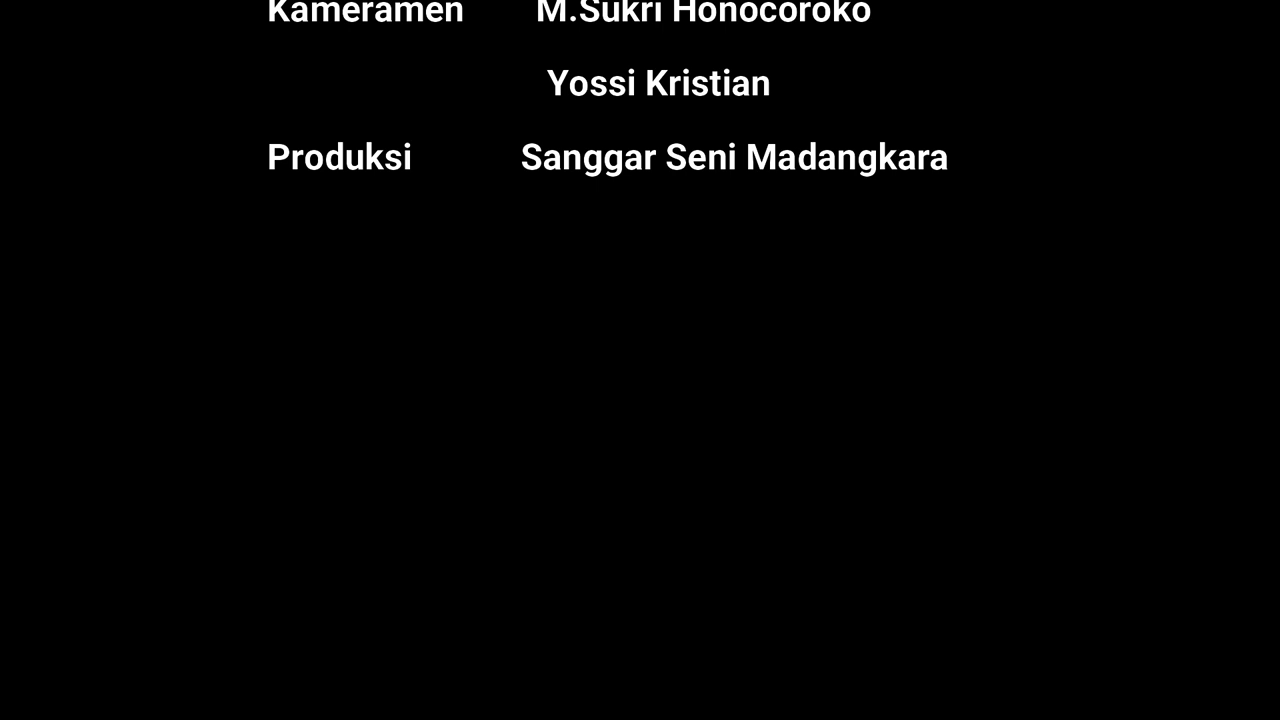 Kameramen M.Sukri Honocoroko
Yossi Kristian
Produksi Sanggar Seni Madangkara